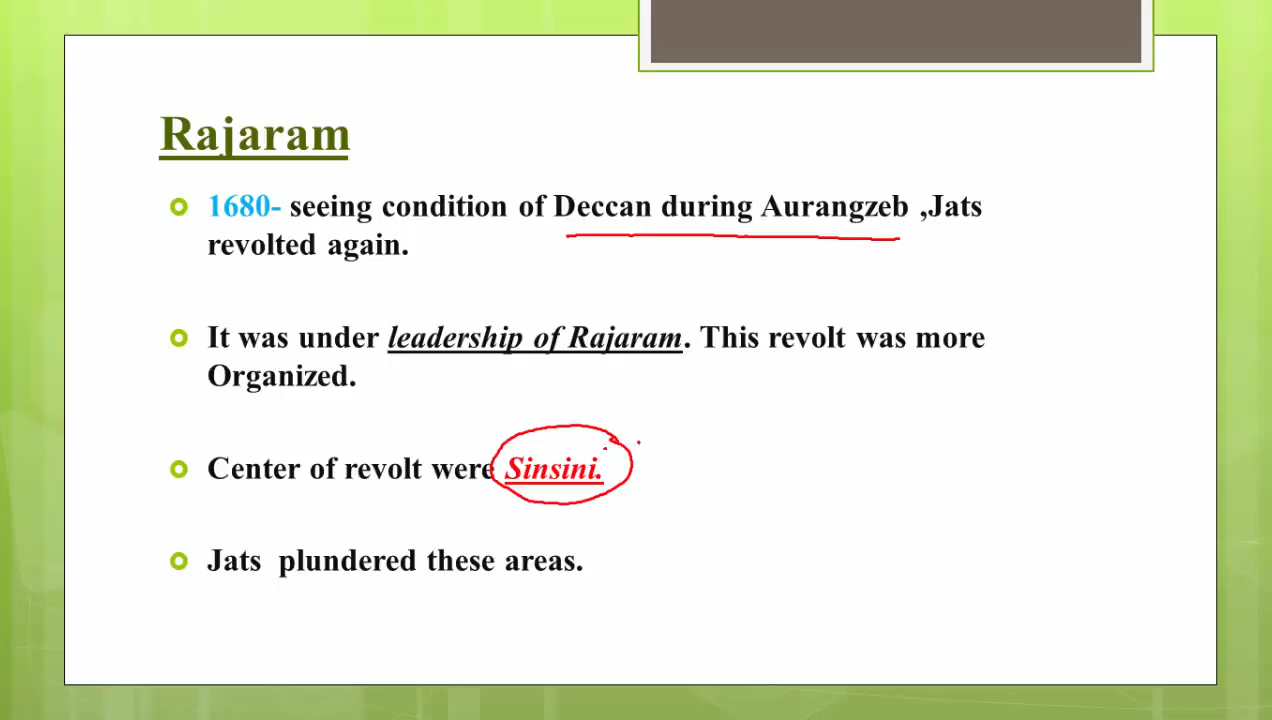 Rajaram
1680- seeing condition of Deccan during Aurangzeb ,Jats
revolted again.
It was under leadership of Rajaram. This revolt was more
Organized.
Center of revolt were Sinsini.
Jats plundered these areas.